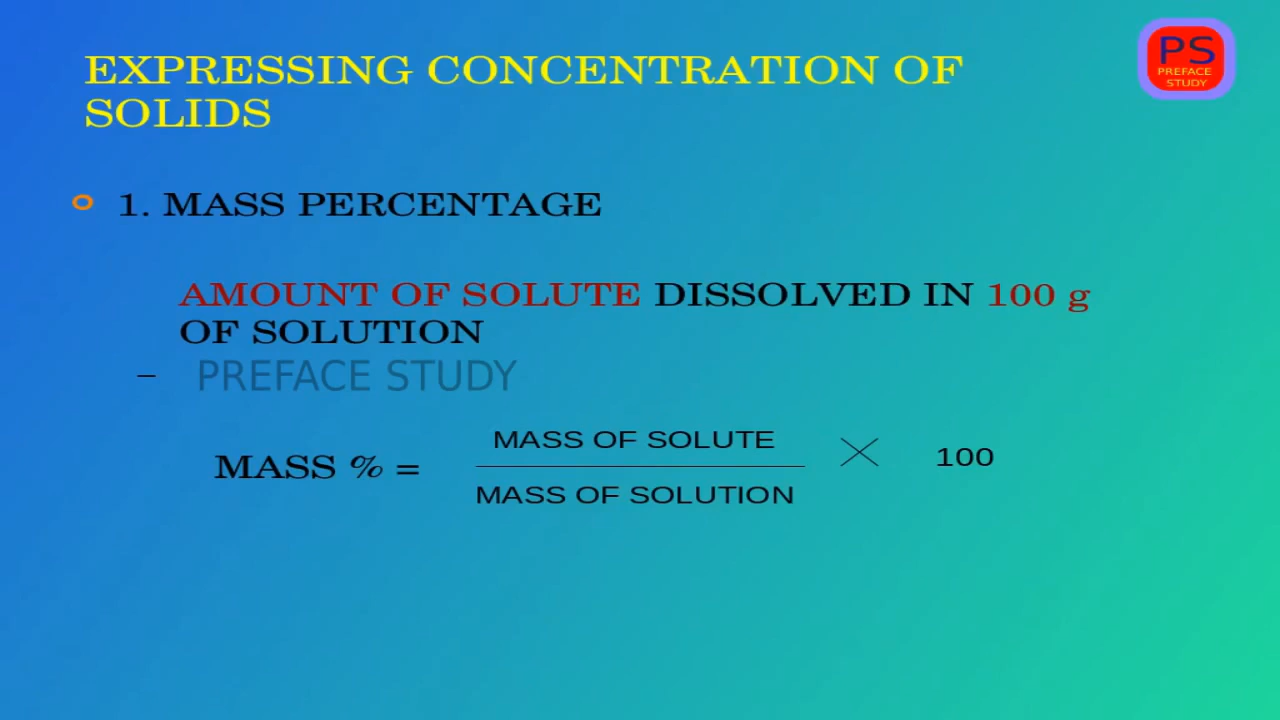 PS
PREFACE
STUDY
EXPRESSING CONCENTRATION OF
SOLIDS
1. MASS PERCENTAGE
AMOUNT OF SOLUTE DISSOLVED IN 100 g
OF SOLUTION
– PREFACE STUDY
MASS OF SOLUTE
MASS % = × 100
MASS OF SOLUTION